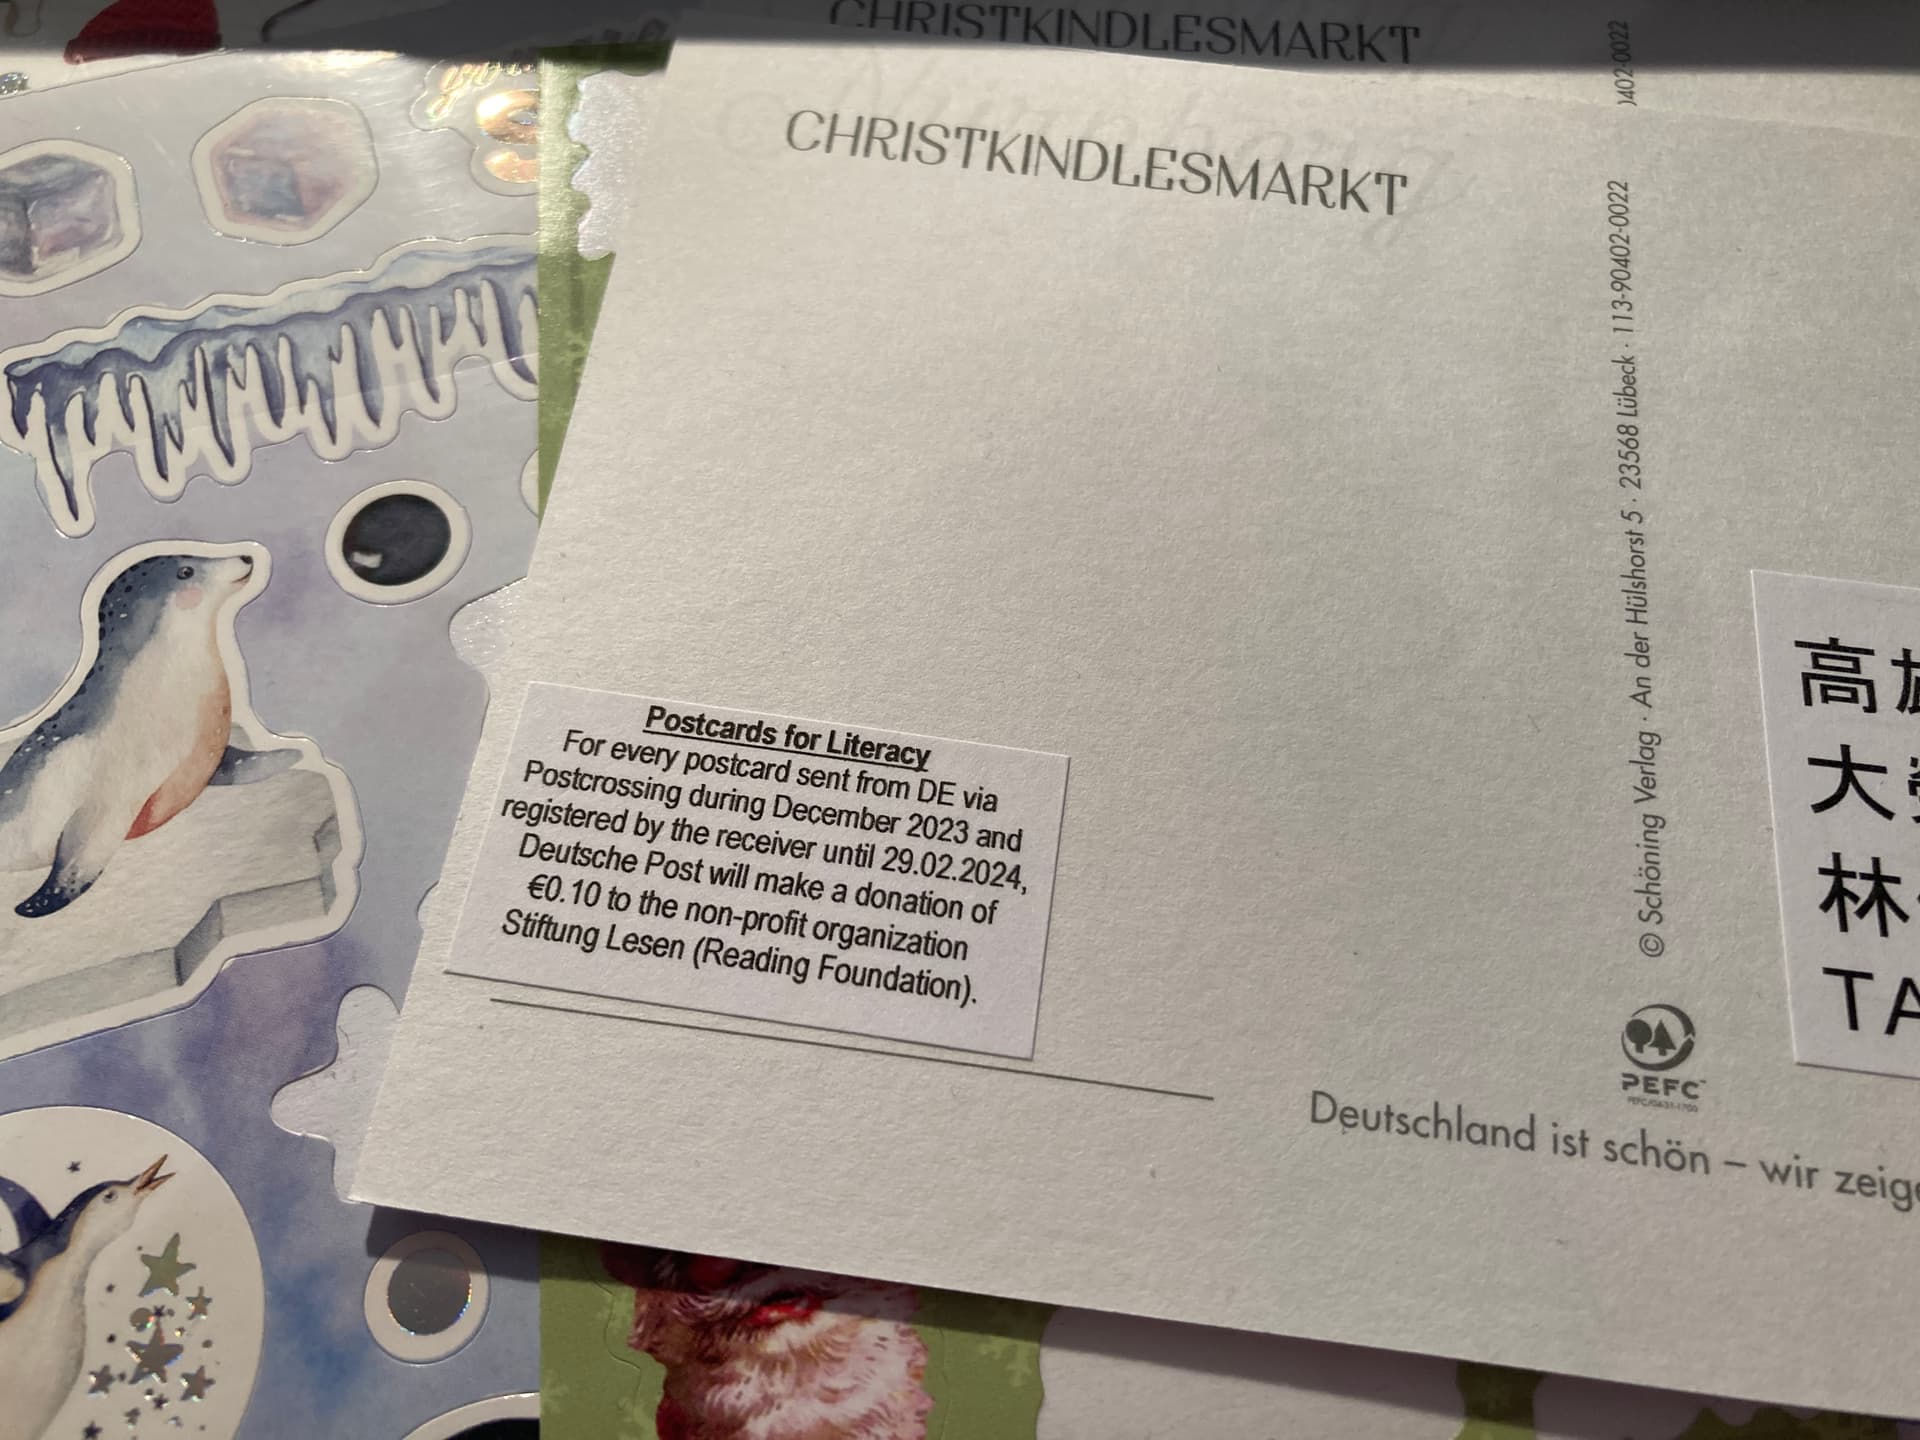 CHRISTKINDLESMARKT
CHRISTKINDLESMARKT
Postcards for Literacy
For every postcard sent from DE via
Postcrossing during December 2023 and
registered by the receiver until 29.02.2024,
Deutsche Post will make a donation of
€0.10 to the non-profit organization
Stiftung Lesen (Reading Foundation).
)402-0022
© Schöning Verlag · An der Hülshorst 5 · 23568 Lübeck · 113-90402-0022
PEFC
Deutschland ist schön – wir zeige
高
大
林
TA